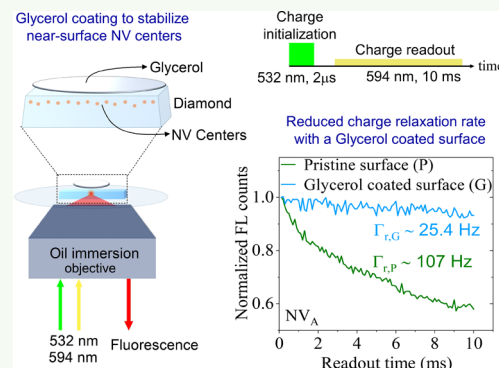 Glycerol coating to stabilize
near-surface NV centers
Glycerol
Diamond
NV Centers
Oil immersion
objective
532 nm
594 nm
Fluorescence
Charge
initialization
Charge readout
time
532 nm, 2μs
594 nm, 10 ms
Reduced charge relaxation rate
with a Glycerol coated surface
Pristine surface (P)
Glycerol coated surface (G)
Normalized FL counts
1.0
0.8
0.6
Γr,G ~ 25.4 Hz
Γr,P ~ 107 Hz
NVA
0 2 4 6 8 10
Readout time (ms)